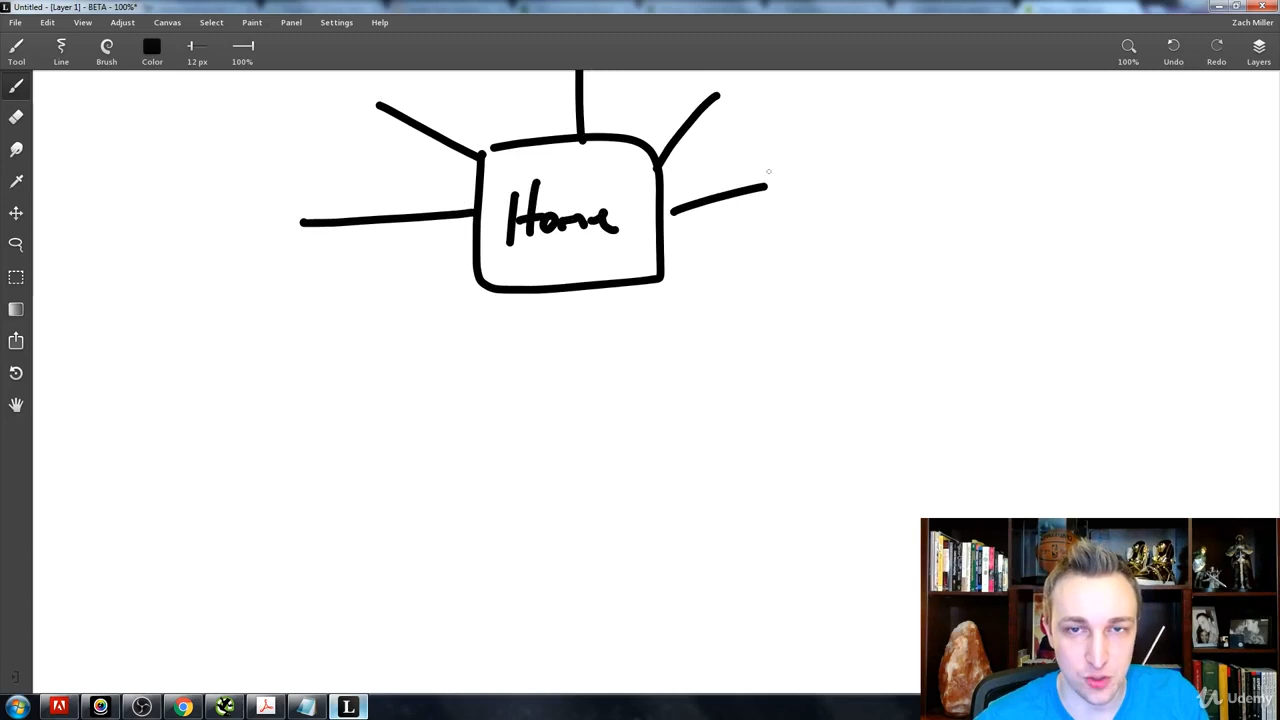 L Untitled - [Layer 1] - BETA - 100%*
File Edit View Adjust Canvas Select Paint Panel Settings Help Zach Miller
Tool Line Brush Color 12 px 100% 100% Undo Redo Layers
Home
L
Udemy